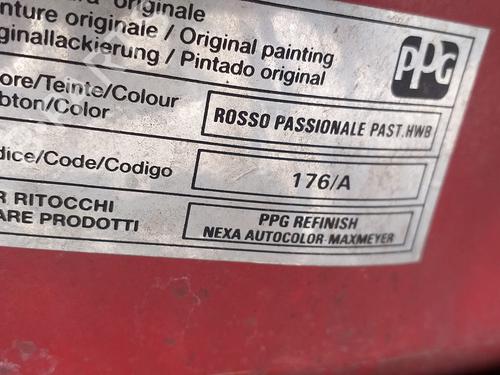 originale
nture originale / Original painting
ginallackierung / Pintado original
PPG
ore/Teinte/Colour
bton/Color
ROSSO PASSIONALE PAST.HWB
dice/Code/Codigo
176/A
R RITOCCHI
ARE PRODOTTI
PPG REFINISH
NEXA AUTOCOLOR-MAXMEYER